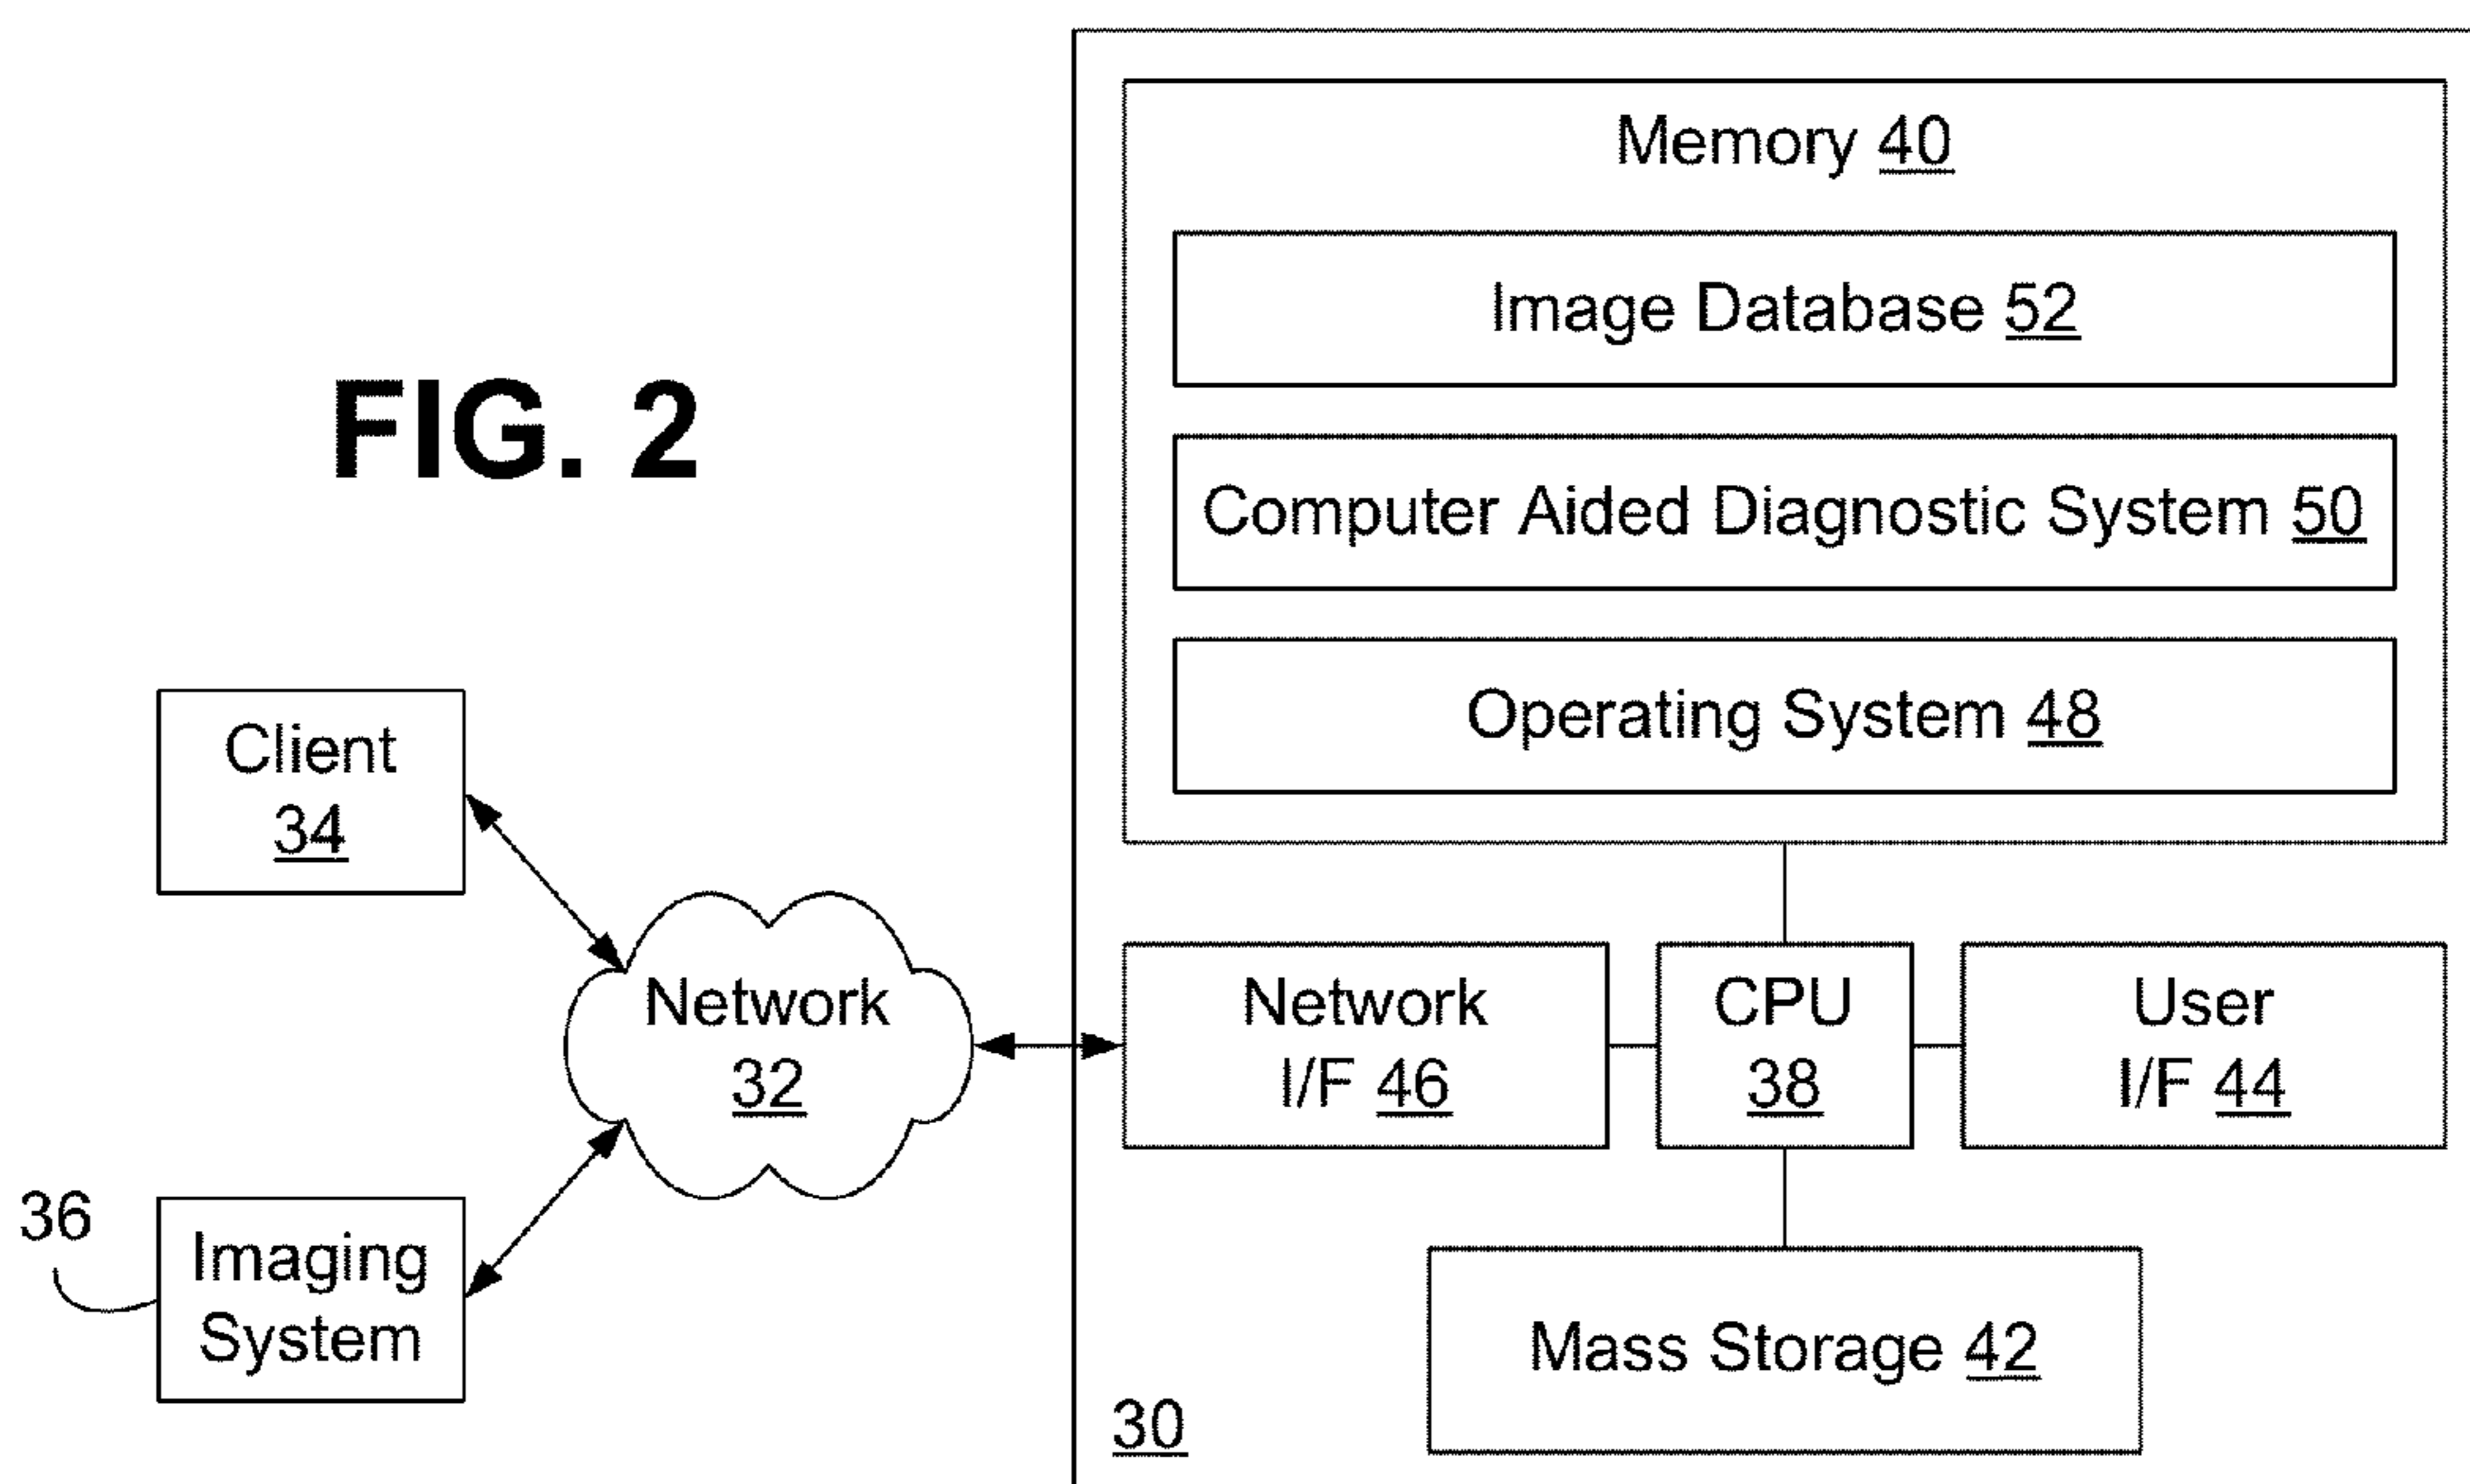 FIG. 2
Memory 40
Image Database 52
Computer Aided Diagnostic System 50
Operating System 48
Client
34
Network
32
36
Imaging
System
Network
I/F 46
CPU
38
User
I/F 44
Mass Storage 42
30